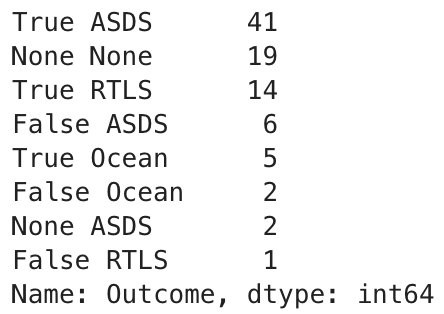 True ASDS      41
None None      19
True RTLS      14
False ASDS      6
True Ocean      5
False Ocean     2
None ASDS       2
False RTLS      1
Name: Outcome, dtype: int64